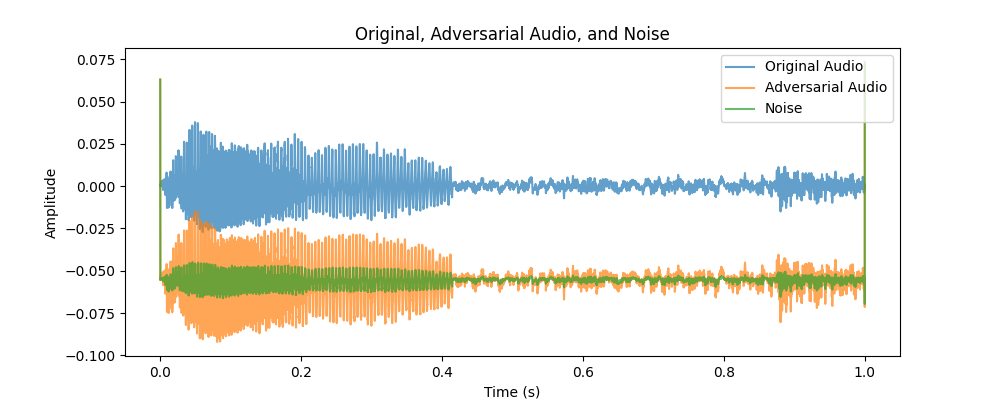 Original, Adversarial Audio, and Noise
Original Audio
Adversarial Audio
Noise
Amplitude
0.075
0.050
0.025
0.000
−0.025
−0.050
−0.075
−0.100
0.0 0.2 0.4 0.6 0.8 1.0
Time (s)